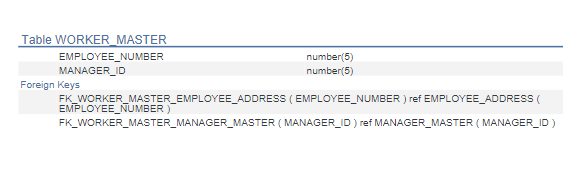 Table WORKER_MASTER
EMPLOYEE_NUMBER number(5)
MANAGER_ID number(5)
Foreign Keys
FK_WORKER_MASTER_EMPLOYEE_ADDRESS ( EMPLOYEE_NUMBER ) ref EMPLOYEE_ADDRESS (
EMPLOYEE_NUMBER )
FK_WORKER_MASTER_MANAGER_MASTER ( MANAGER_ID ) ref MANAGER_MASTER ( MANAGER_ID )